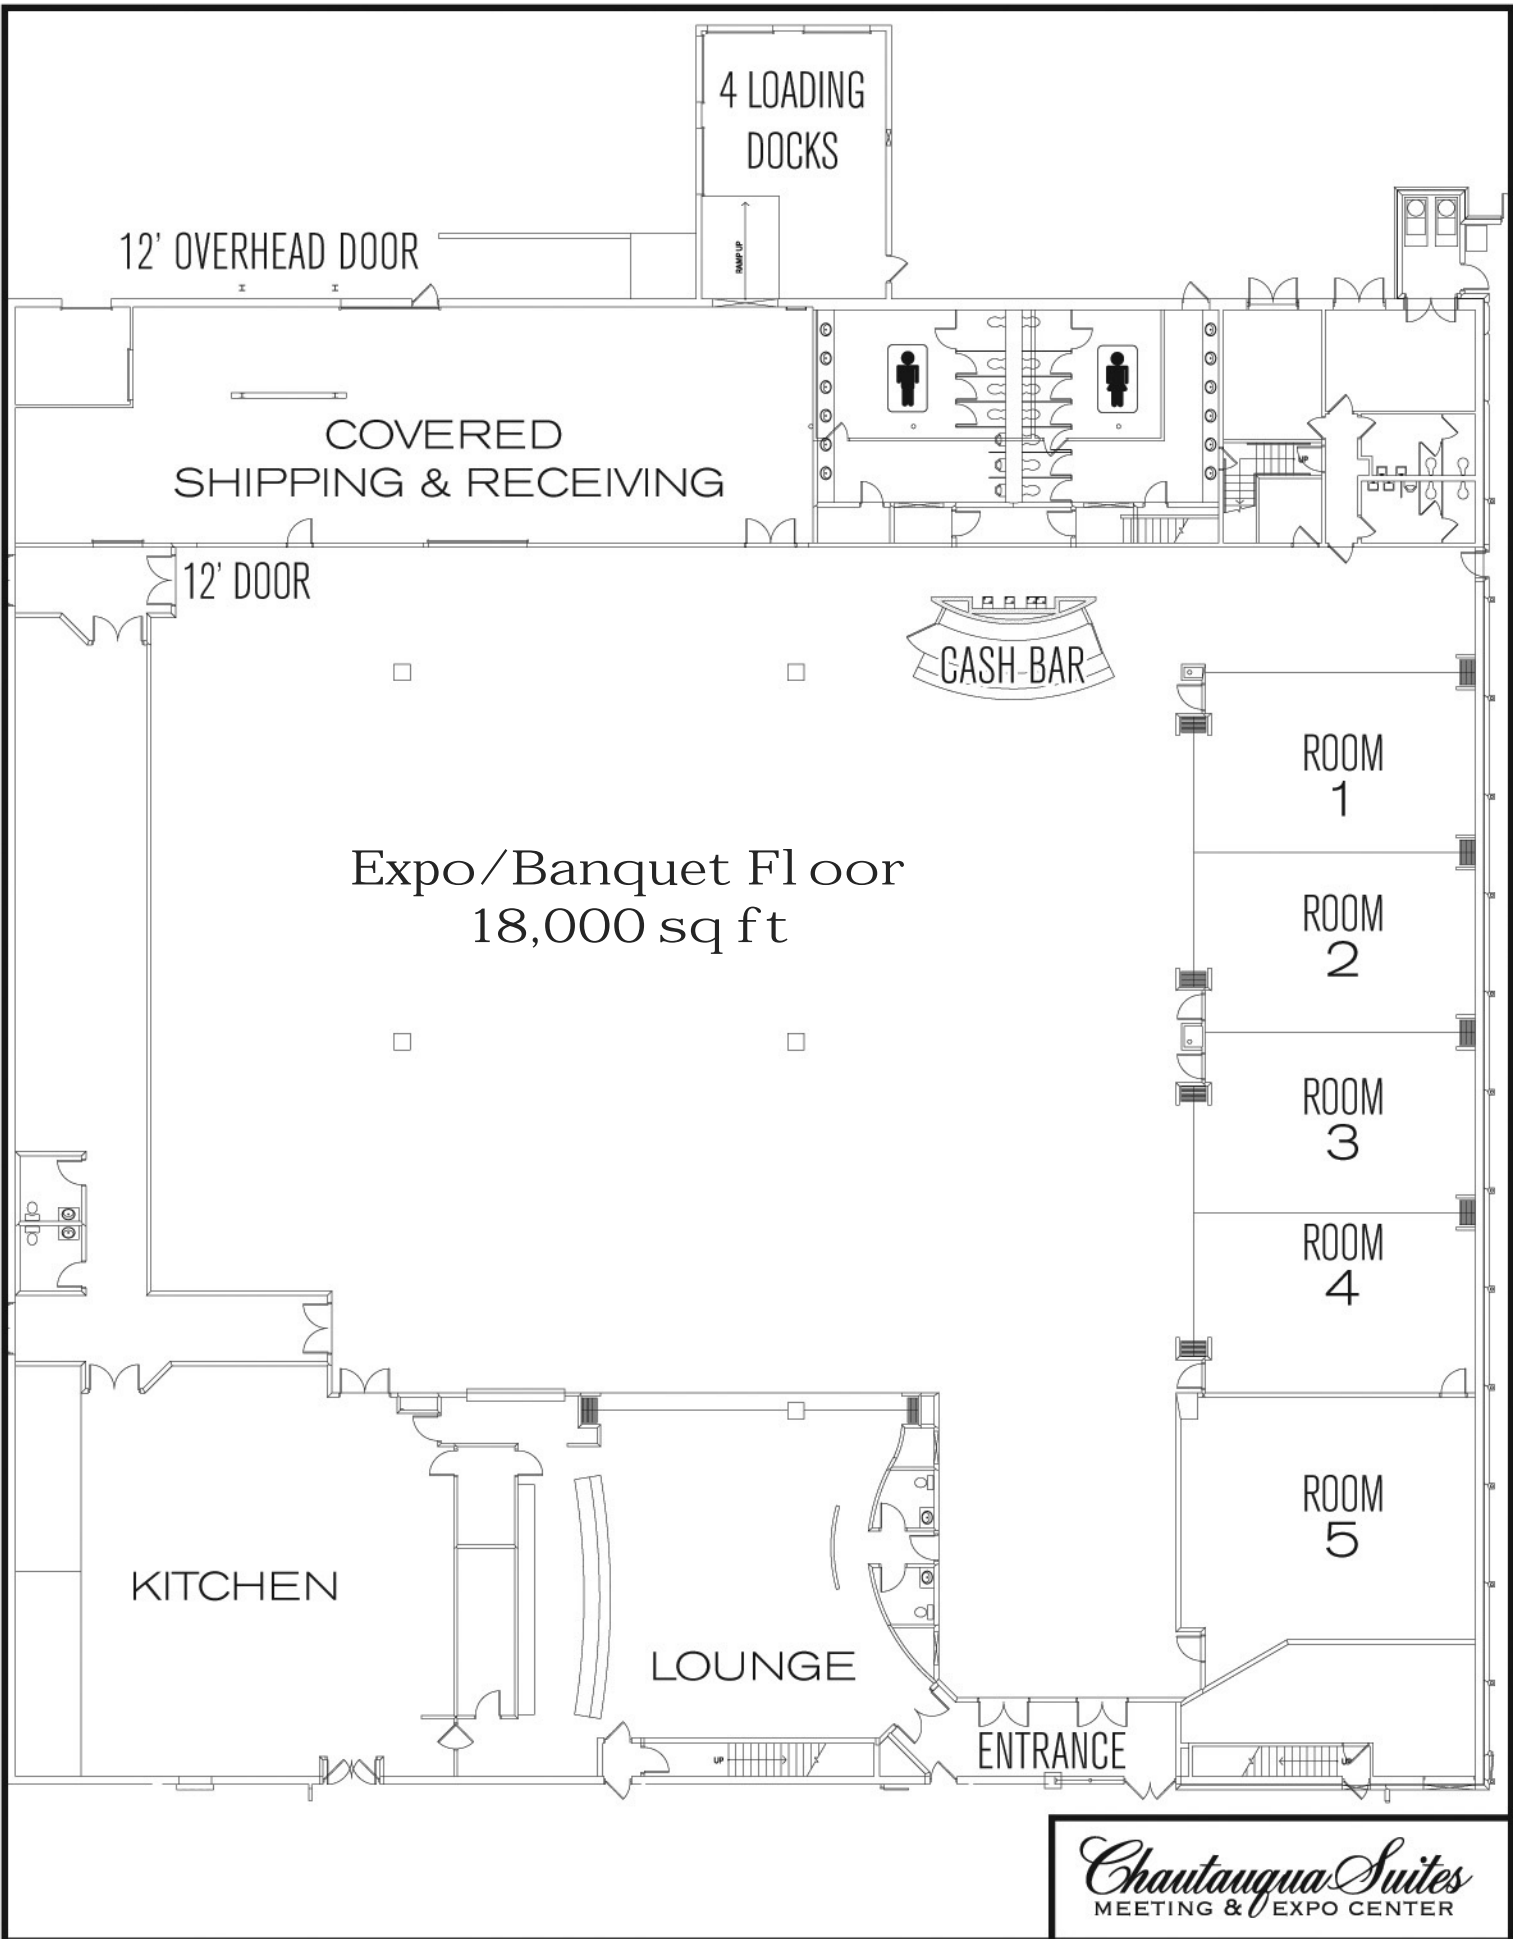 4 LOADING
DOCKS
12' OVERHEAD DOOR
RAMP UP
COVERED
SHIPPING & RECEIVING
UP
12' DOOR
CASH BAR
ROOM
1
Expo/Banquet Floor
18,000 sq ft
ROOM
2
ROOM
3
ROOM
4
ROOM
5
KITCHEN
LOUNGE
ENTRANCE
UP
UP
Chautauqua Suites
MEETING & EXPO CENTER